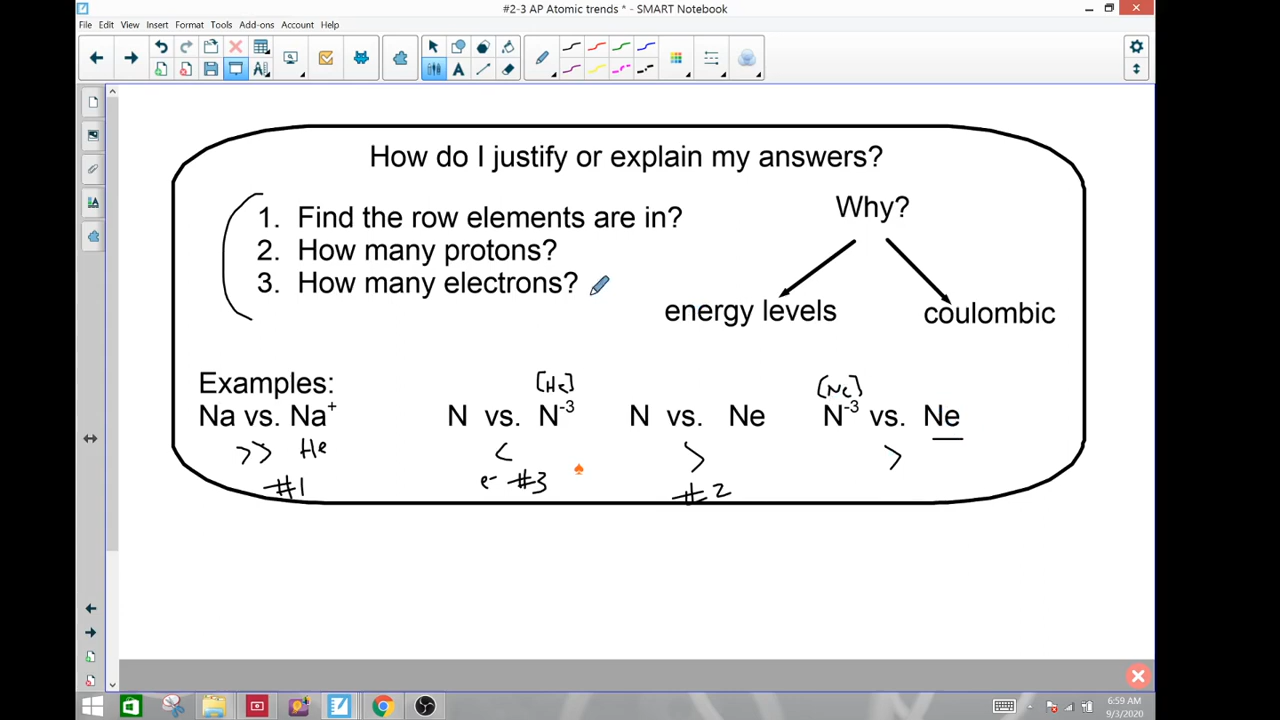 #2-3 AP Atomic trends * - SMART Notebook
File Edit View Insert Format Tools Add-ons Account Help
How do I justify or explain my answers?
1. Find the row elements are in?
2. How many protons?
3. How many electrons?
Why?
energy levels
coulombic
Examples:
[He]
[Ne]
Na vs. Na+
N vs. N-3
N vs. Ne
N-3 vs. Ne
>> He
<
>
>
#1
e- #3
#2
6:59 AM
9/3/2020